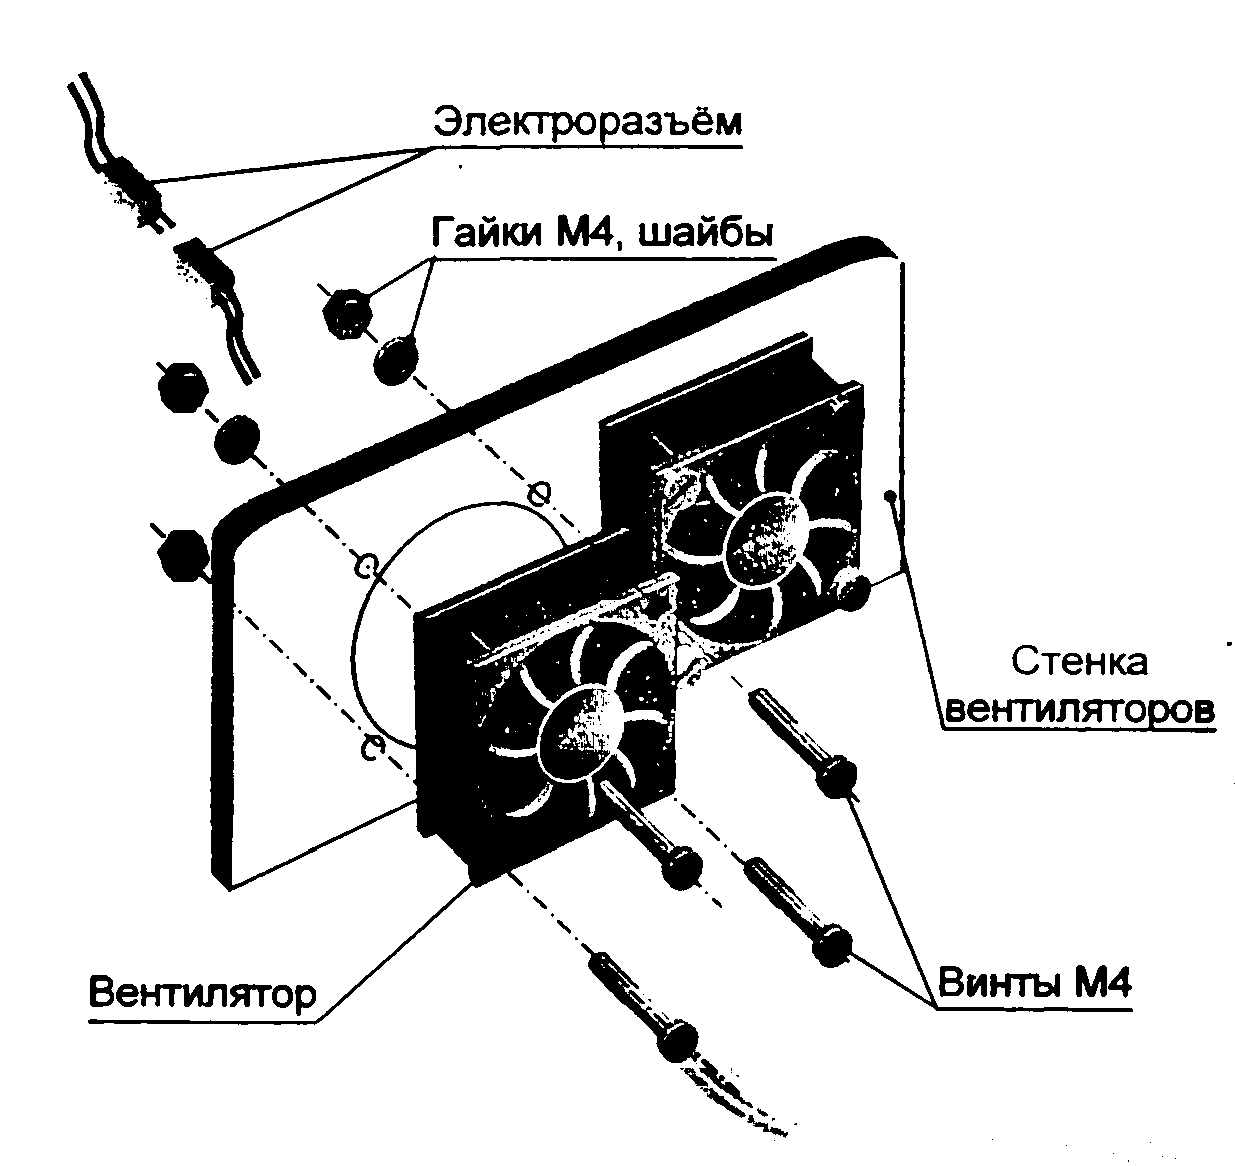 Электроразъём
Гайки М4, шайбы
Стенка
вентиляторов
Вентилятор
Винты М4